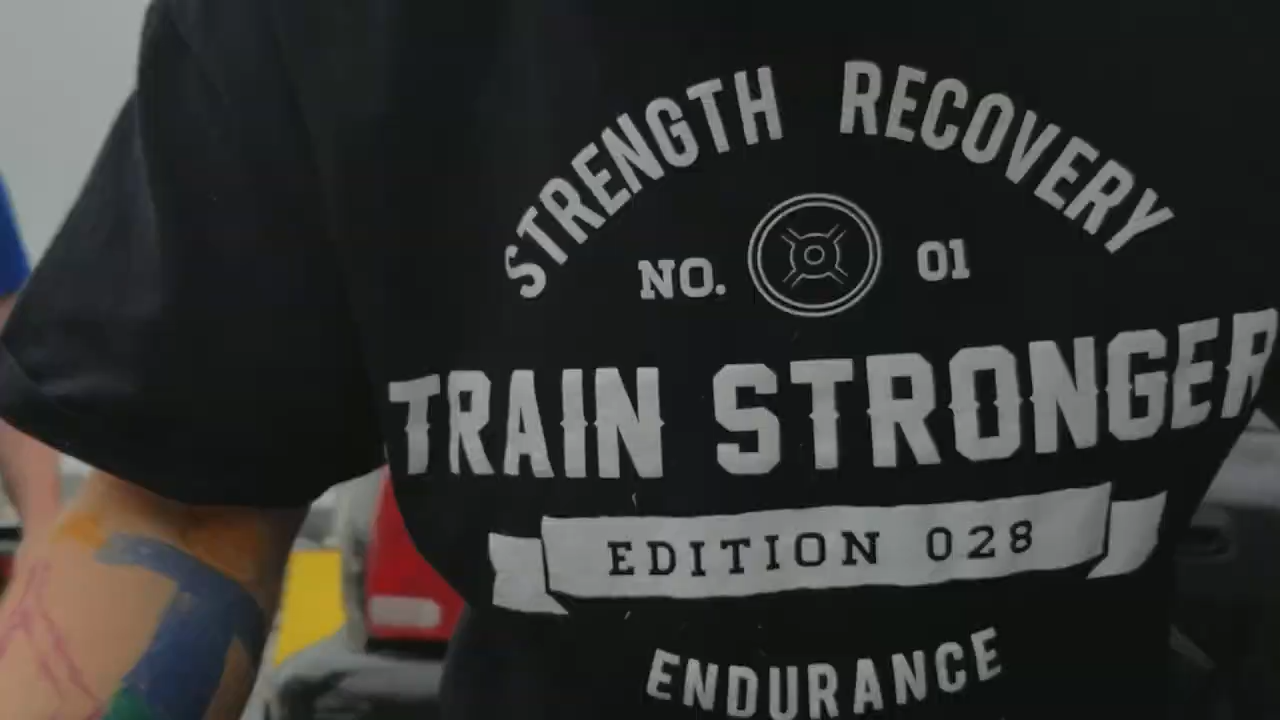 STRENGTH RECOVERY
NO. 01
TRAIN STRONGER
EDITION 028
ENDURANCE